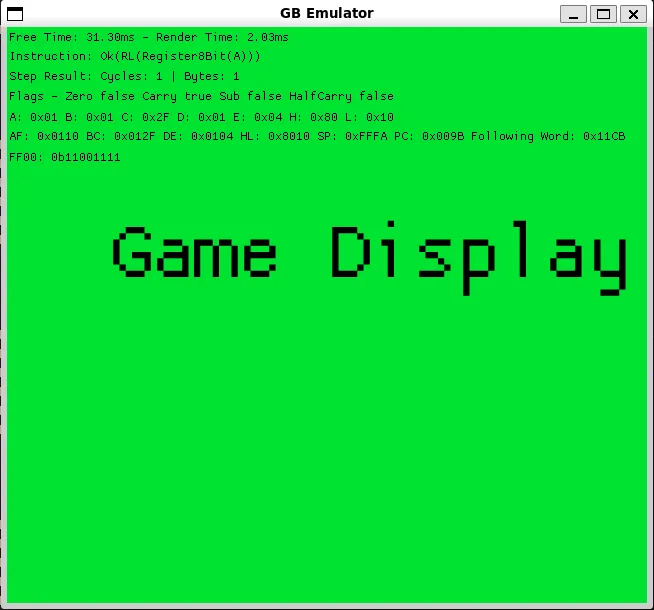 GB Emulator
Free Time: 31.30ms - Render Time: 2.03ms
Instruction: Ok(RL(Register8Bit(A)))
Step Result: Cycles: 1 | Bytes: 1
Flags - Zero false Carry true Sub false HalfCarry false
A: 0x01 B: 0x01 C: 0x2F D: 0x01 E: 0x04 H: 0x80 L: 0x10
AF: 0x0110 BC: 0x012F DE: 0x0104 HL: 0x8010 SP: 0xFFFA PC: 0x009B Following Word: 0x11CB
FF00: 0b11001111
Game Display